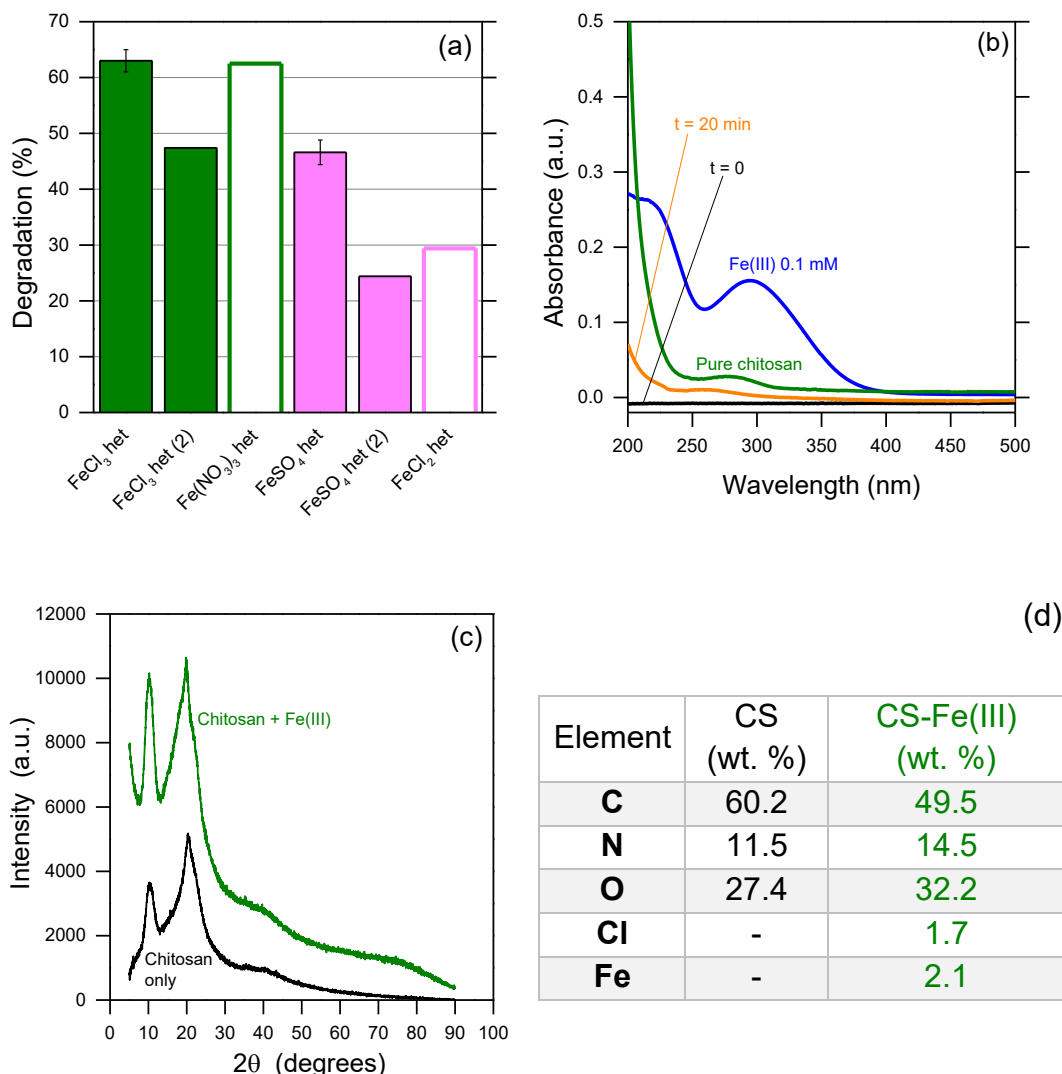 (a)
Degradation (%)
70
60
50
40
30
20
10
0
FeCl₃ het
FeCl₃ het (2)
Fe(NO₃)₃ het
FeSO₄ het
FeSO₄ het (2)
FeCl₂ het
(b)
Absorbance (a.u.)
0.5
0.4
0.3
0.2
0.1
0.0
t = 20 min
t = 0
Fe(III) 0.1 mM
Pure chitosan
200 250 300 350 400 450 500
Wavelength (nm)
(c)
Intensity (a.u.)
12000
10000
8000
6000
4000
2000
0
Chitosan + Fe(III)
Chitosan
only
0 10 20 30 40 50 60 70 80 90 100
2θ (degrees)
(d)
Element CS (wt. %) CS-Fe(III) (wt. %)
C 60.2 49.5
N 11.5 14.5
O 27.4 32.2
Cl - 1.7
Fe - 2.1